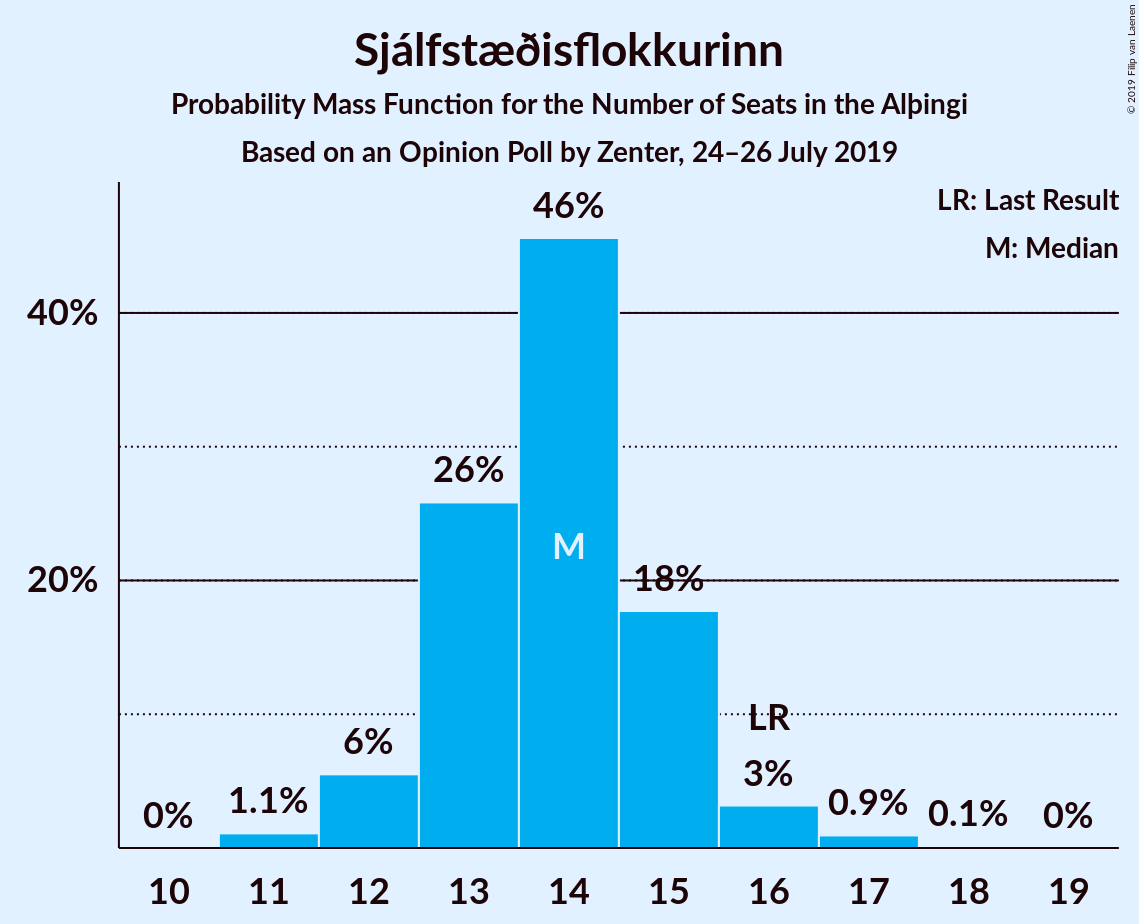 Sjálfstæðisflokkurinn
Probability Mass Function for the Number of Seats in the Alþingi
Based on an Opinion Poll by Zenter, 24–26 July 2019
© 2019 Filip van Laenen
LR: Last Result
M: Median
46%
40%
26%
M
20%
18%
LR
6%
3%
0%
1.1%
0.9%
0.1%
0%
10 11 12 13 14 15 16 17 18 19